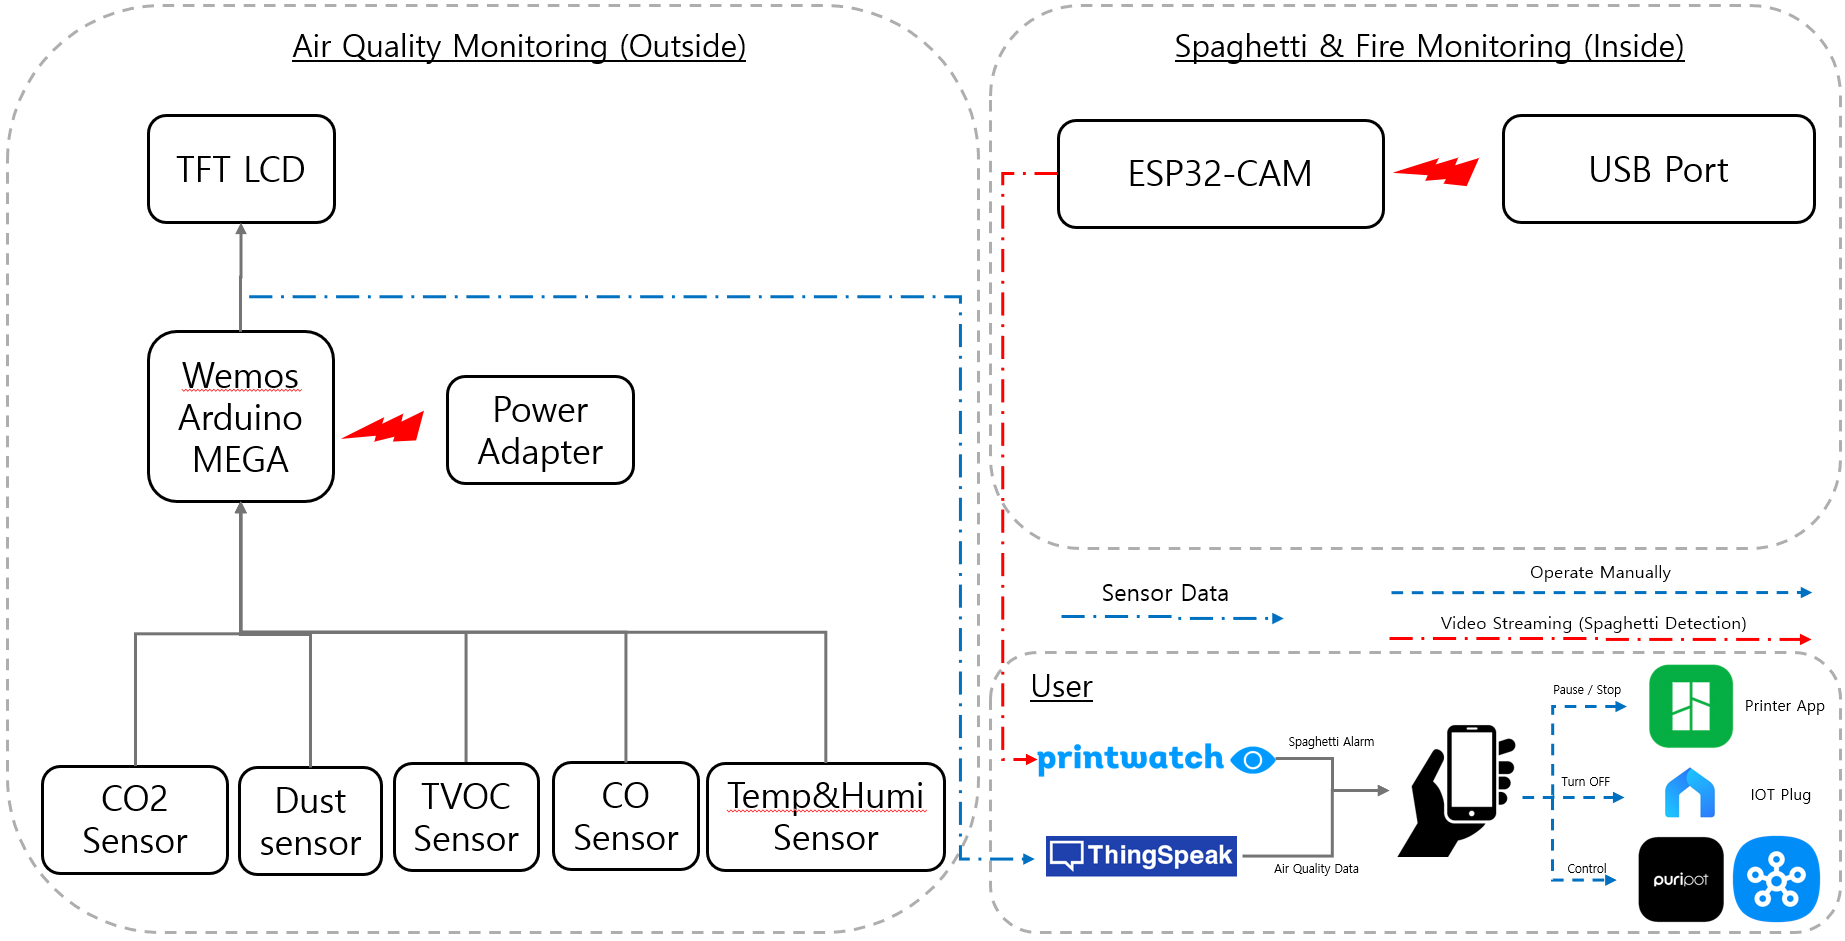 Air Quality Monitoring (Outside)
TFT LCD
Wemos
Arduino
MEGA
Power
Adapter
CO2
Sensor
Dust
sensor
TVOC
Sensor
CO
Sensor
Temp&Humi
Sensor
Spaghetti & Fire Monitoring (Inside)
ESP32-CAM
USB Port
Sensor Data
Operate Manually
Video Streaming (Spaghetti Detection)
User
printwatch
Spaghetti Alarm
ThingSpeak
Air Quality Data
Pause / Stop
Printer App
Turn OFF
IOT Plug
Control
puripot